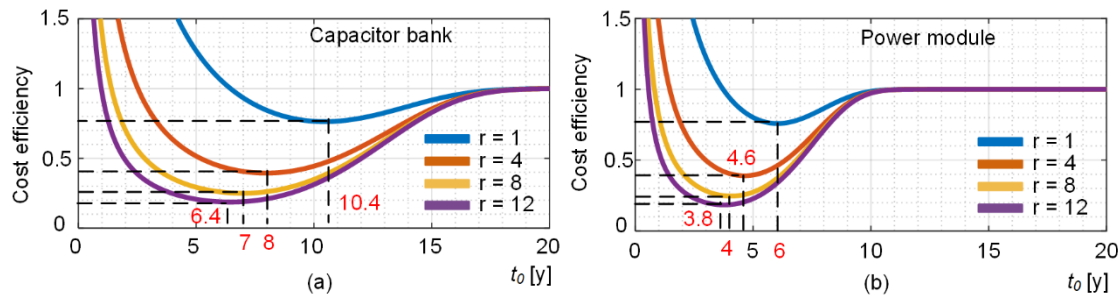 Cost efficiency
1.5
1
0.5
0
Capacitor bank
r = 1
r = 4
r = 8
r = 12
6.4
7
8
10.4
0
5
10
15
20
t₀ [y]
(a)
Cost efficiency
1.5
1
0.5
0
Power module
r = 1
r = 4
r = 8
r = 12
4.6
3.8
4
6
0
5
10
15
20
t₀ [y]
(b)